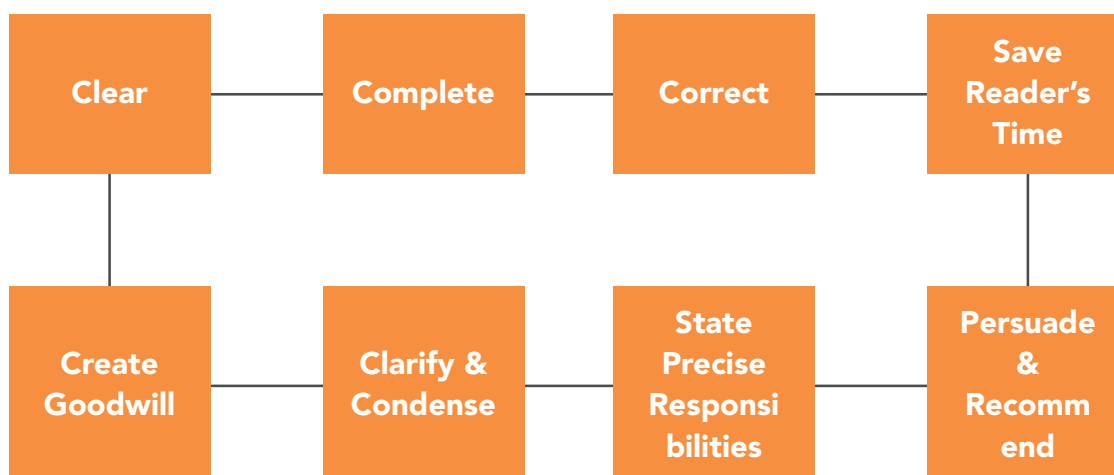 Clear
Complete
Correct
Save
Reader’s
Time
Create
Goodwill
Clarify &
Condense
State
Precise
Responsi
bilities
Persuade
&
Recomm
end